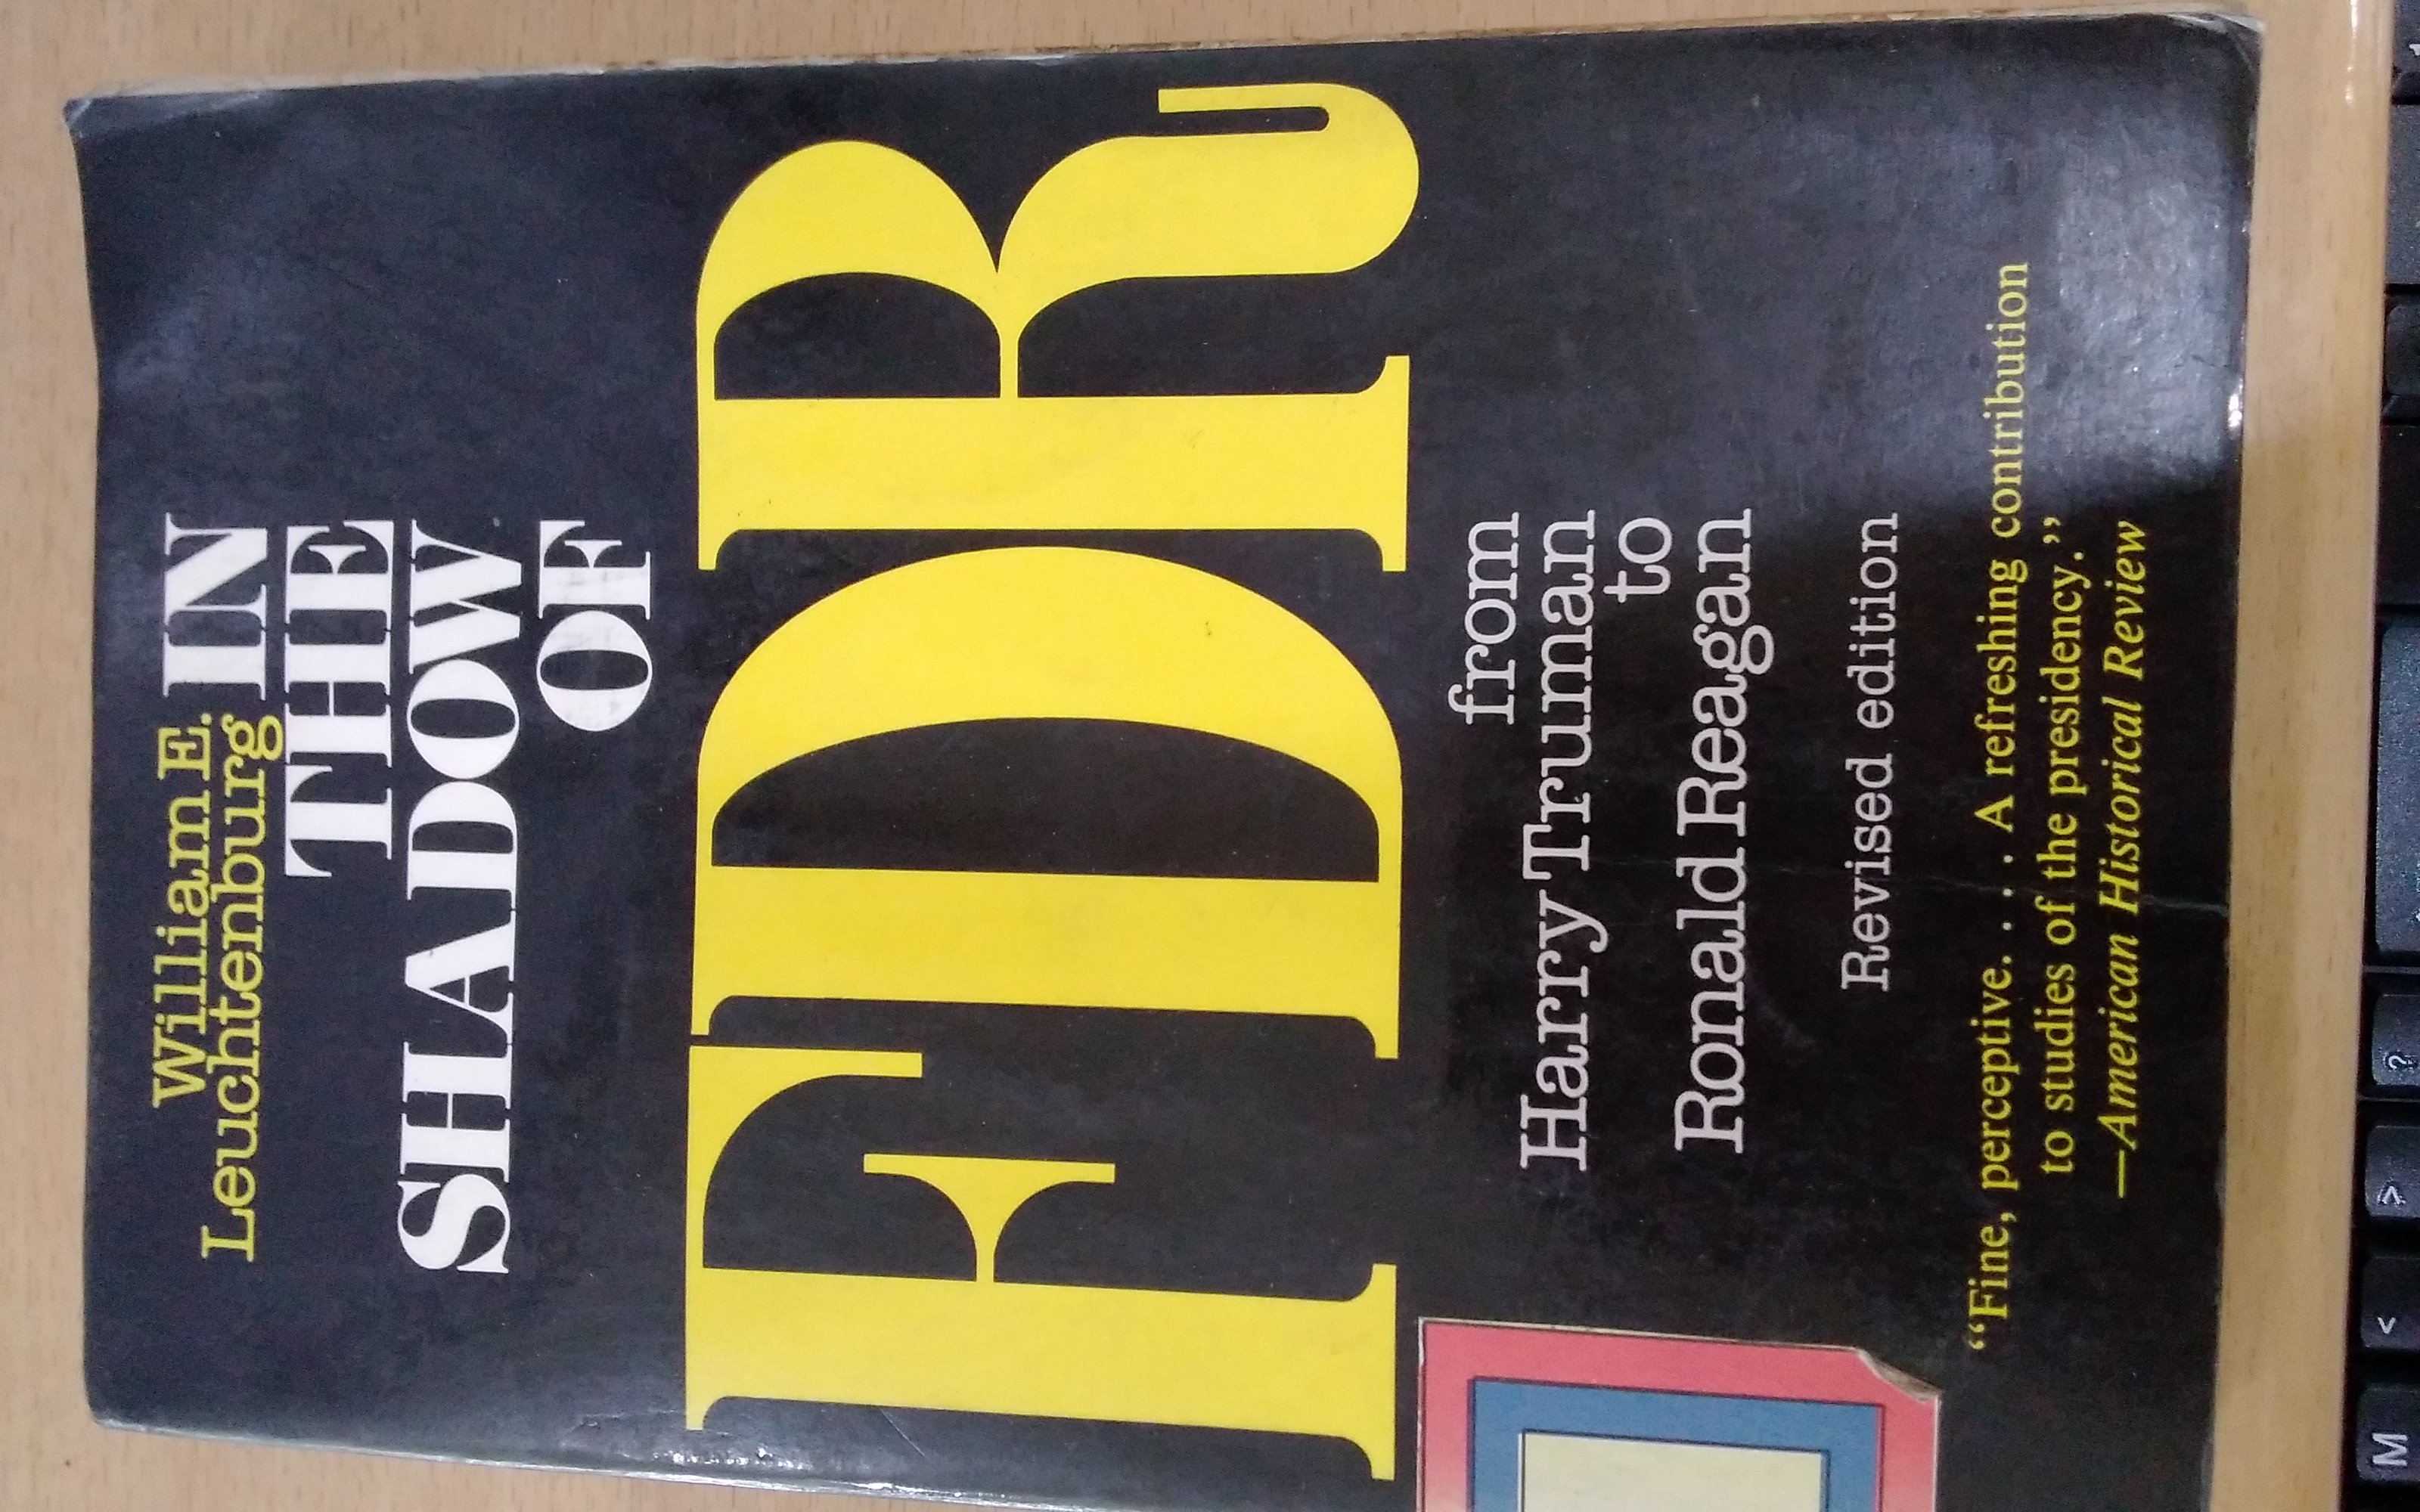 William E.
Leuchtenburg
IN
THE
SHADOW
OF
FDR
from
Harry Truman
to
Ronald Reagan
Revised edition
“Fine, perceptive. . . . A refreshing contribution
to studies of the presidency.”
—American Historical Review
?
>
<
M